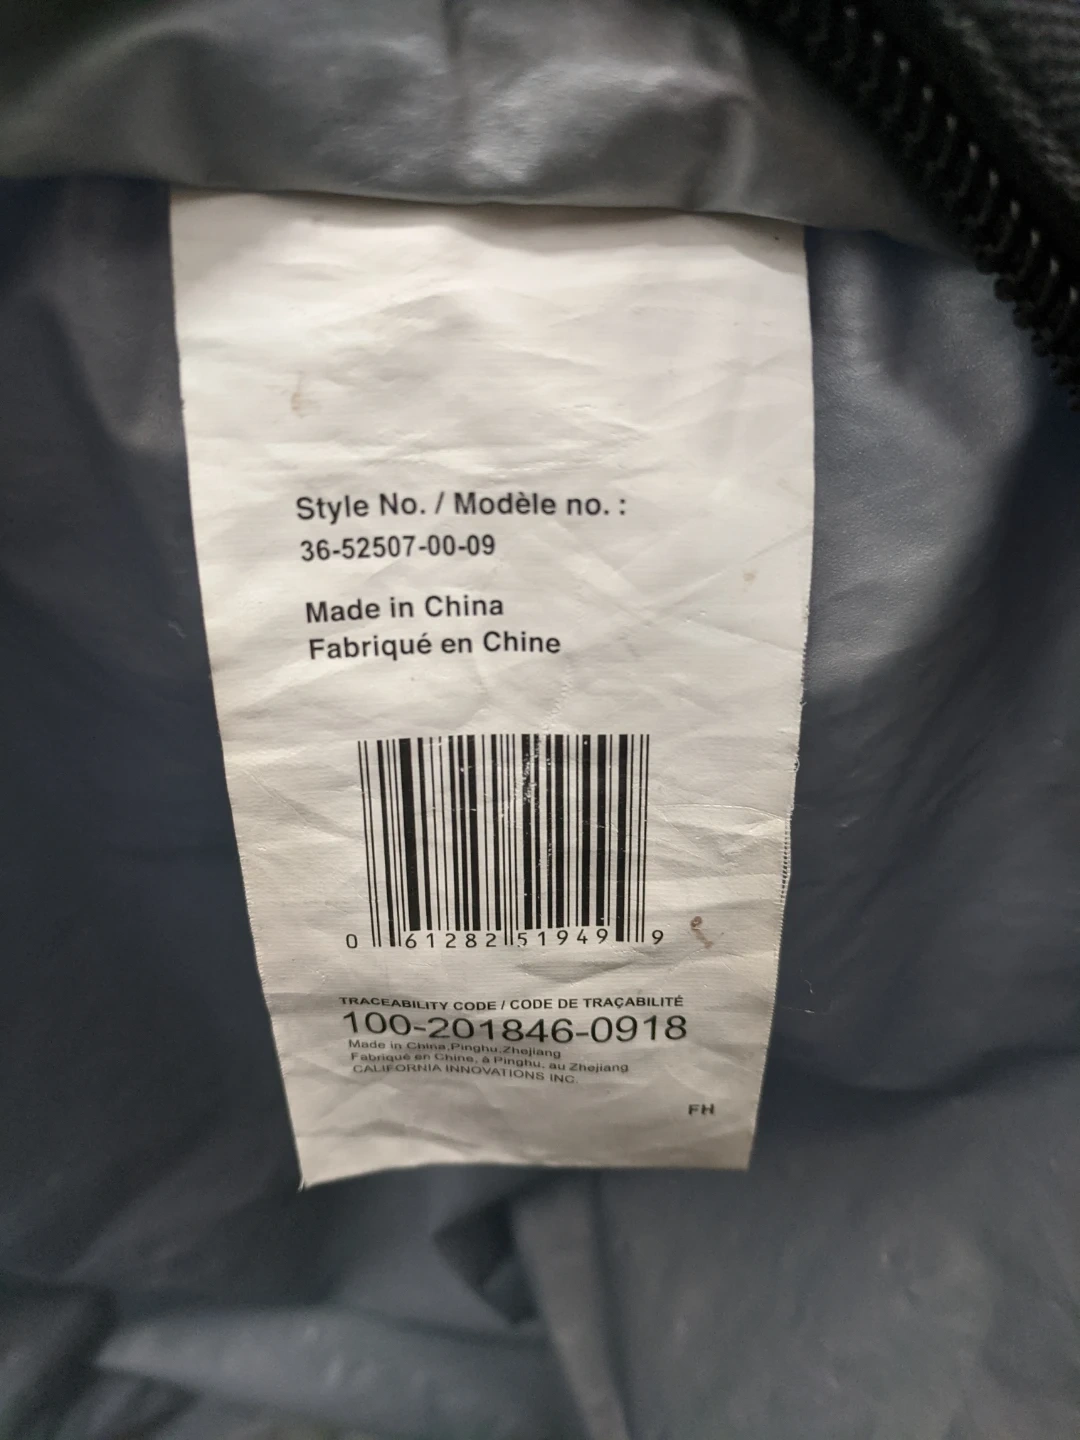 Style No. / Modèle no. :
36-52507-00-09
Made in China
Fabriqué en Chine
0 61282 51949 9
TRACEABILITY CODE / CODE DE TRAÇABILITÉ
100-201846-0918
Made in China,Pinghu,Zhejiang
Fabriqué en Chine, à Pinghu, au Zhejiang
CALIFORNIA INNOVATIONS INC.
FH